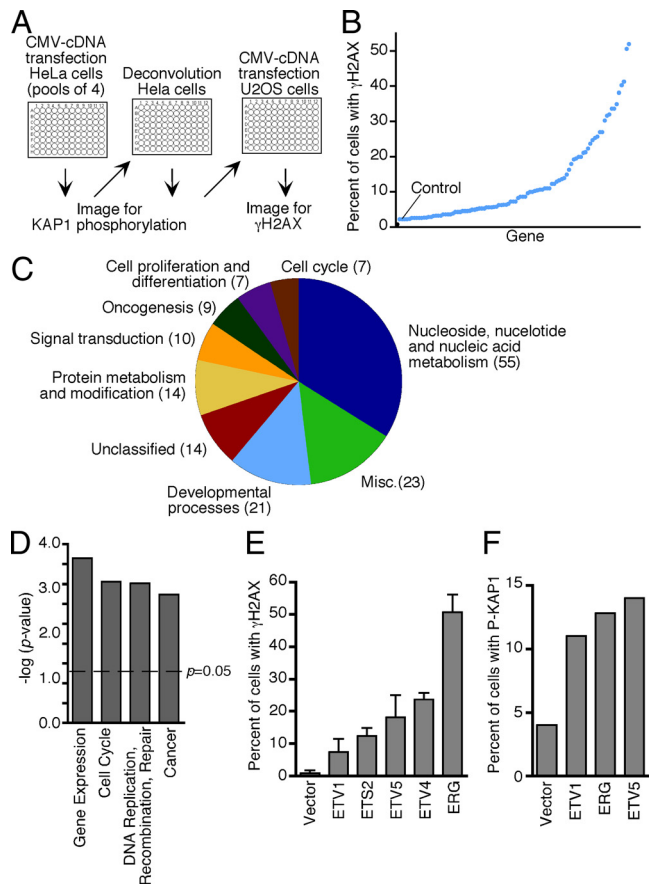 A
CMV-cDNA
transfection
HeLa cells
(pools of 4)
Deconvolution
Hela cells
CMV-cDNA
transfection
U2OS cells
Image for
KAP1 phosphorylation
Image for
γH2AX
B
Percent of cells with γH2AX
50
40
30
20
10
0
Control
Gene
C
Cell proliferation and
differentiation (7)
Cell cycle (7)
Oncogenesis (9)
Signal transduction (10)
Protein metabolism
and modification (14)
Unclassified (14)
Developmental
processes (21)
Misc.(23)
Nucleoside, nucelotide
and nucleic acid
metabolism (55)
D
-log (p-value)
4.0
3.0
2.0
1.0
0.0
p=0.05
Gene Expression
Cell Cycle
DNA Replication,
Recombination, Repair
Cancer
E
Percent of cells with γH2AX
60
50
40
30
20
10
0
Vector
ETV1
ETS2
ETV5
ETV4
ERG
F
Percent of cells with P-KAP1
15
10
5
0
Vector
ETV1
ERG
ETV5